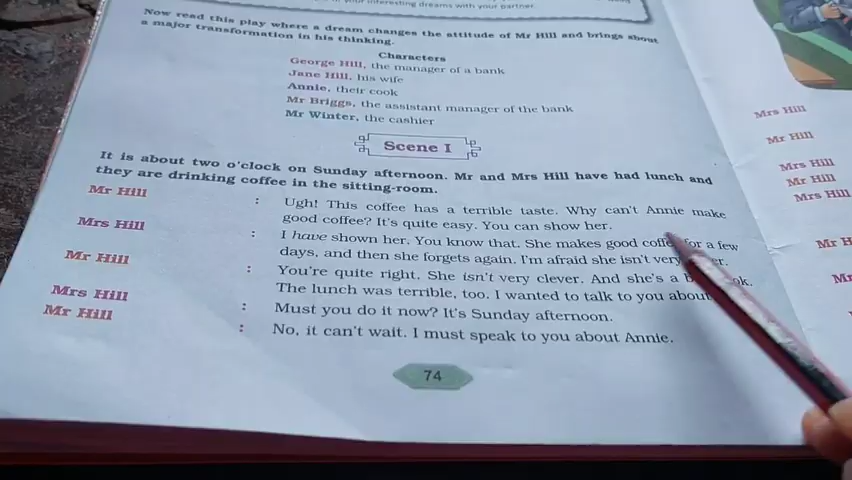 your interesting dreams with your partner.
Now read this play where a dream changes the attitude of Mr Hill and brings about
a major transformation in his thinking.
Characters
George Hill, the manager of a bank
Jane Hill, his wife
Annie, their cook
Mr Briggs, the assistant manager of the bank
Mr Winter, the cashier
Scene I
It is about two o'clock on Sunday afternoon. Mr and Mrs Hill have had lunch and
they are drinking coffee in the sitting-room.
Mr Hill : Ugh! This coffee has a terrible taste. Why can't Annie make
good coffee? It's quite easy. You can show her.
Mrs Hill : I have shown her. You know that. She makes good coffee for a few
days, and then she forgets again. I'm afraid she isn't very
Mr Hill : You're quite right. She isn't very clever. And she's a
The lunch was terrible, too. I wanted to talk to you about
Mrs Hill : Must you do it now? It's Sunday afternoon.
Mr Hill : No, it can't wait. I must speak to you about Annie.
74
Mrs Hill
Mr Hill
Mrs Hill
Mr Hill
Mrs Hill
Mr H
Mr